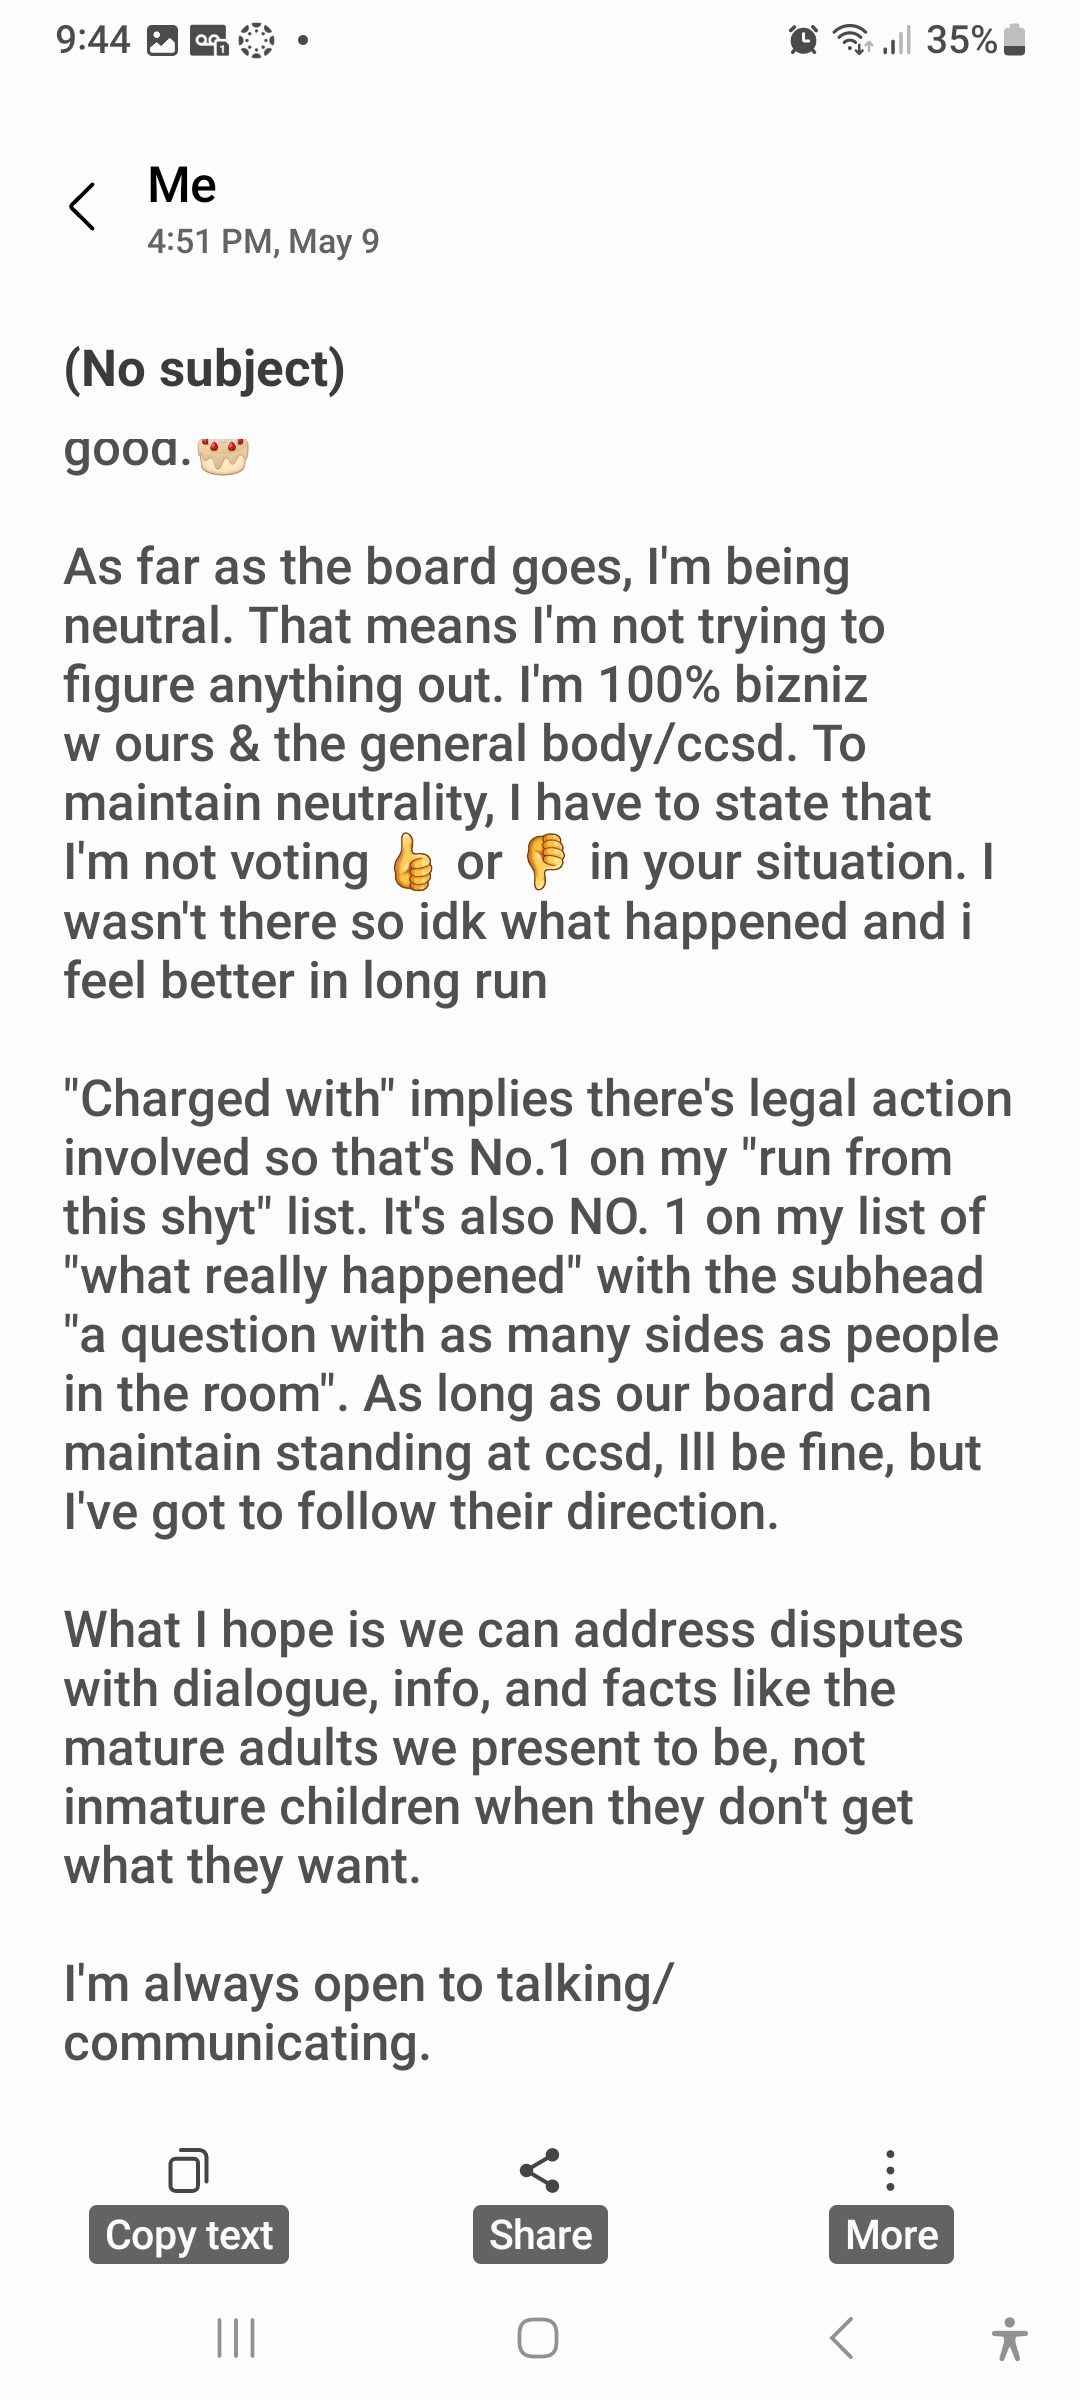 9:44
35%
Me
4:51 PM, May 9
(No subject)
good.🎂
As far as the board goes, I'm being
neutral. That means I'm not trying to
figure anything out. I'm 100% bizniz
w ours & the general body/ccsd. To
maintain neutrality, I have to state that
I'm not voting 👍 or 👎 in your situation. I
wasn't there so idk what happened and i
feel better in long run
"Charged with" implies there's legal action
involved so that's No.1 on my "run from
this shyt" list. It's also NO. 1 on my list of
"what really happened" with the subhead
"a question with as many sides as people
in the room". As long as our board can
maintain standing at ccsd, Ill be fine, but
I've got to follow their direction.
What I hope is we can address disputes
with dialogue, info, and facts like the
mature adults we present to be, not
inmature children when they don't get
what they want.
I'm always open to talking/
communicating.
Copy text
Share
More